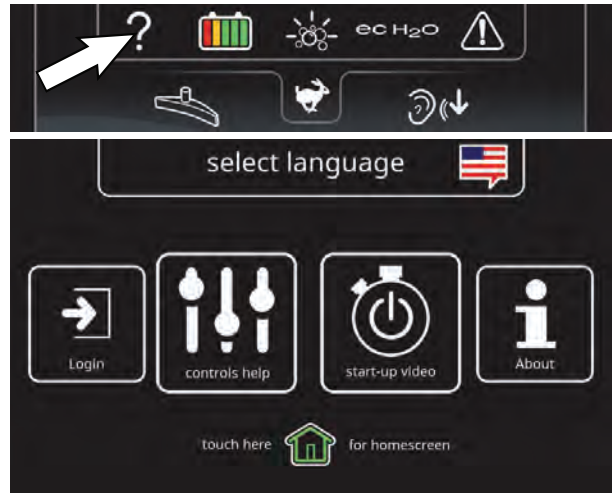 ? ec H2O !
select language
Login
controls help
start-up video
About
touch here for homescreen